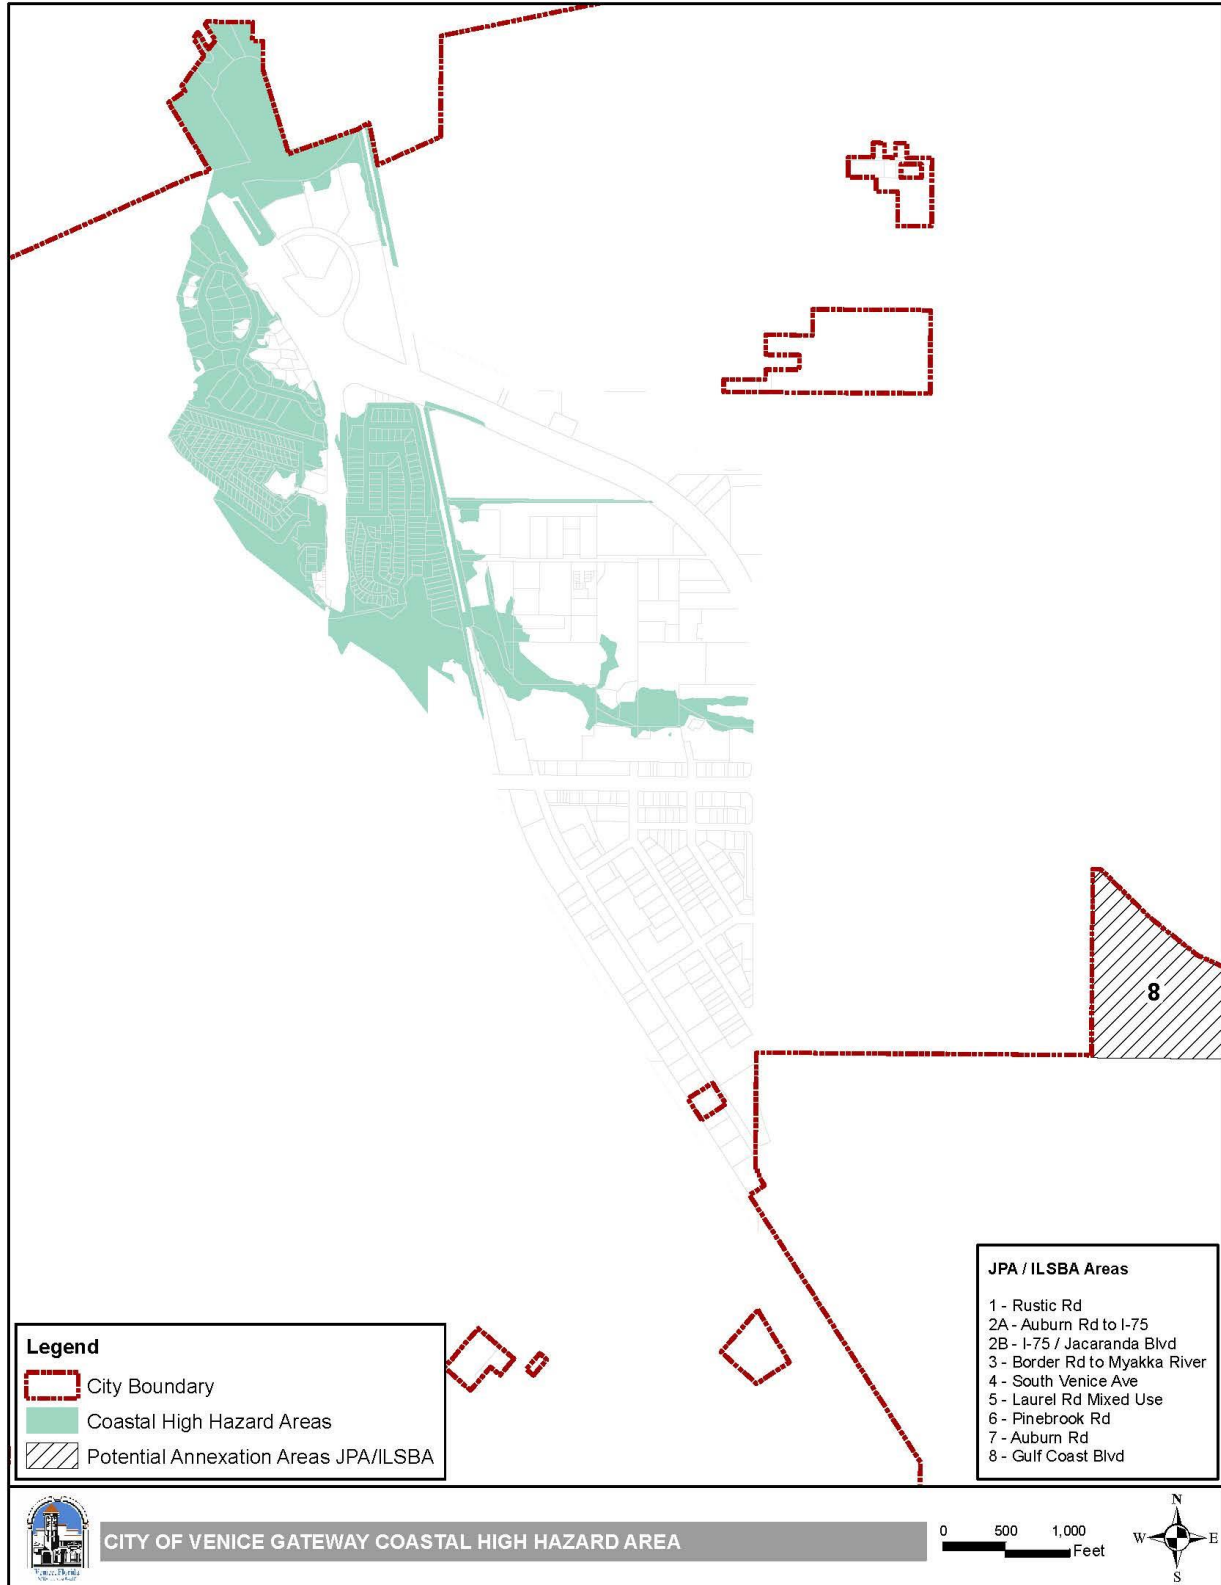 8
JPA / ILSBA Areas
1 - Rustic Rd
2A - Auburn Rd to I-75
2B - I-75 / Jacaranda Blvd
3 - Border Rd to Myakka River
4 - South Venice Ave
5 - Laurel Rd Mixed Use
6 - Pinebrook Rd
7 - Auburn Rd
8 - Gulf Coast Blvd
Legend
City Boundary
Coastal High Hazard Areas
Potential Annexation Areas JPA/ILSBA
Venice, Florida
CITY OF VENICE GATEWAY COASTAL HIGH HAZARD AREA
0 500 1,000
Feet
N
W E
S